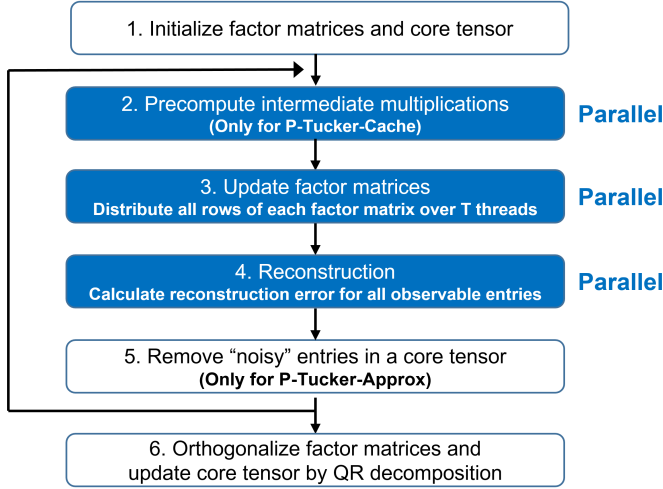 1. Initialize factor matrices and core tensor
2. Precompute intermediate multiplications
(Only for P-Tucker-Cache)
Parallel
3. Update factor matrices
Distribute all rows of each factor matrix over T threads
Parallel
4. Reconstruction
Calculate reconstruction error for all observable entries
Parallel
5. Remove “noisy” entries in a core tensor
(Only for P-Tucker-Approx)
6. Orthogonalize factor matrices and
update core tensor by QR decomposition